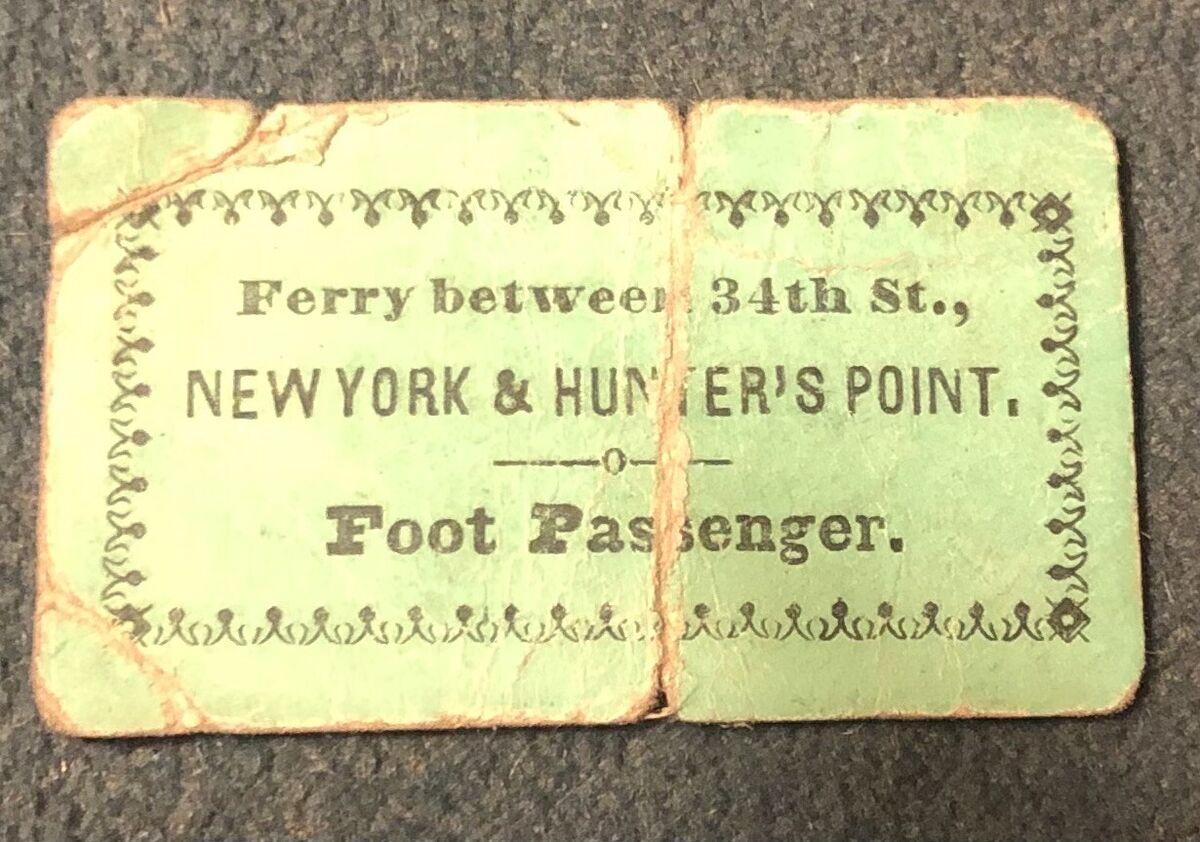 Ferry between 34th St.,
NEW YORK & HUNTER'S POINT.
Foot Passenger.